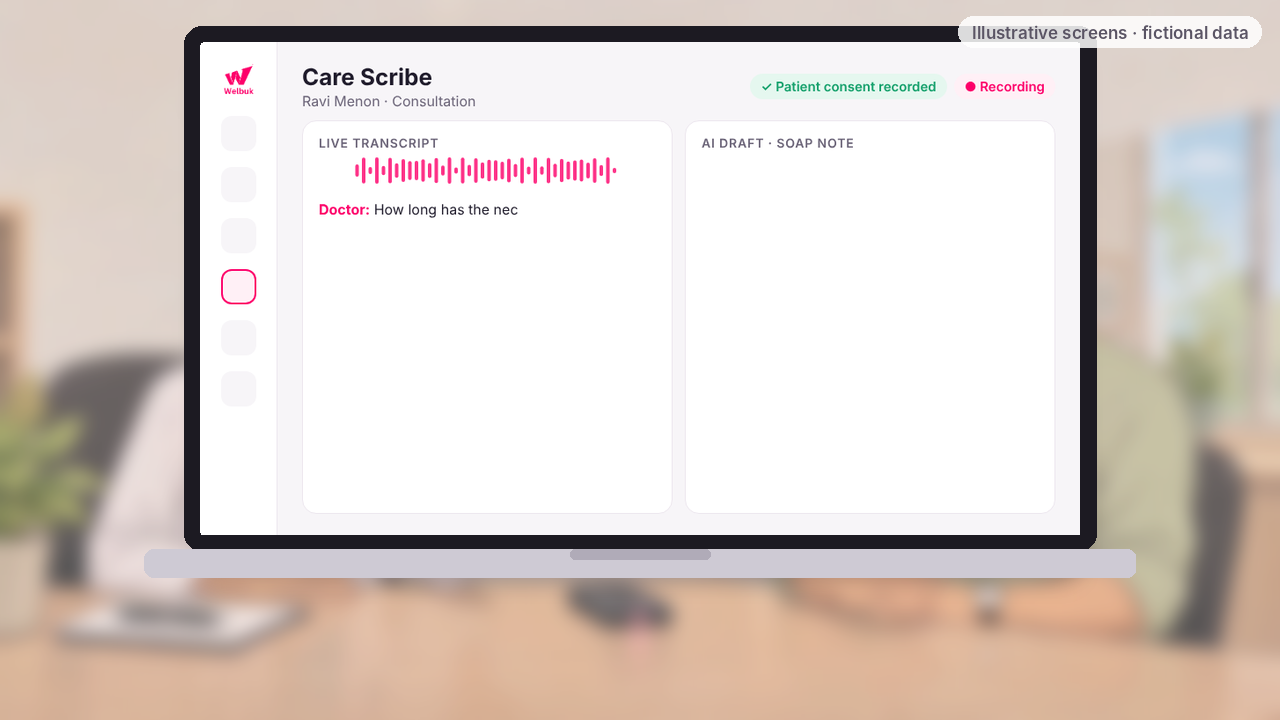 Illustrative screens · fictional data
Welbuk
Care Scribe
Ravi Menon · Consultation
✓ Patient consent recorded
● Recording
LIVE TRANSCRIPT
Doctor: How long has the nec
AI DRAFT · SOAP NOTE